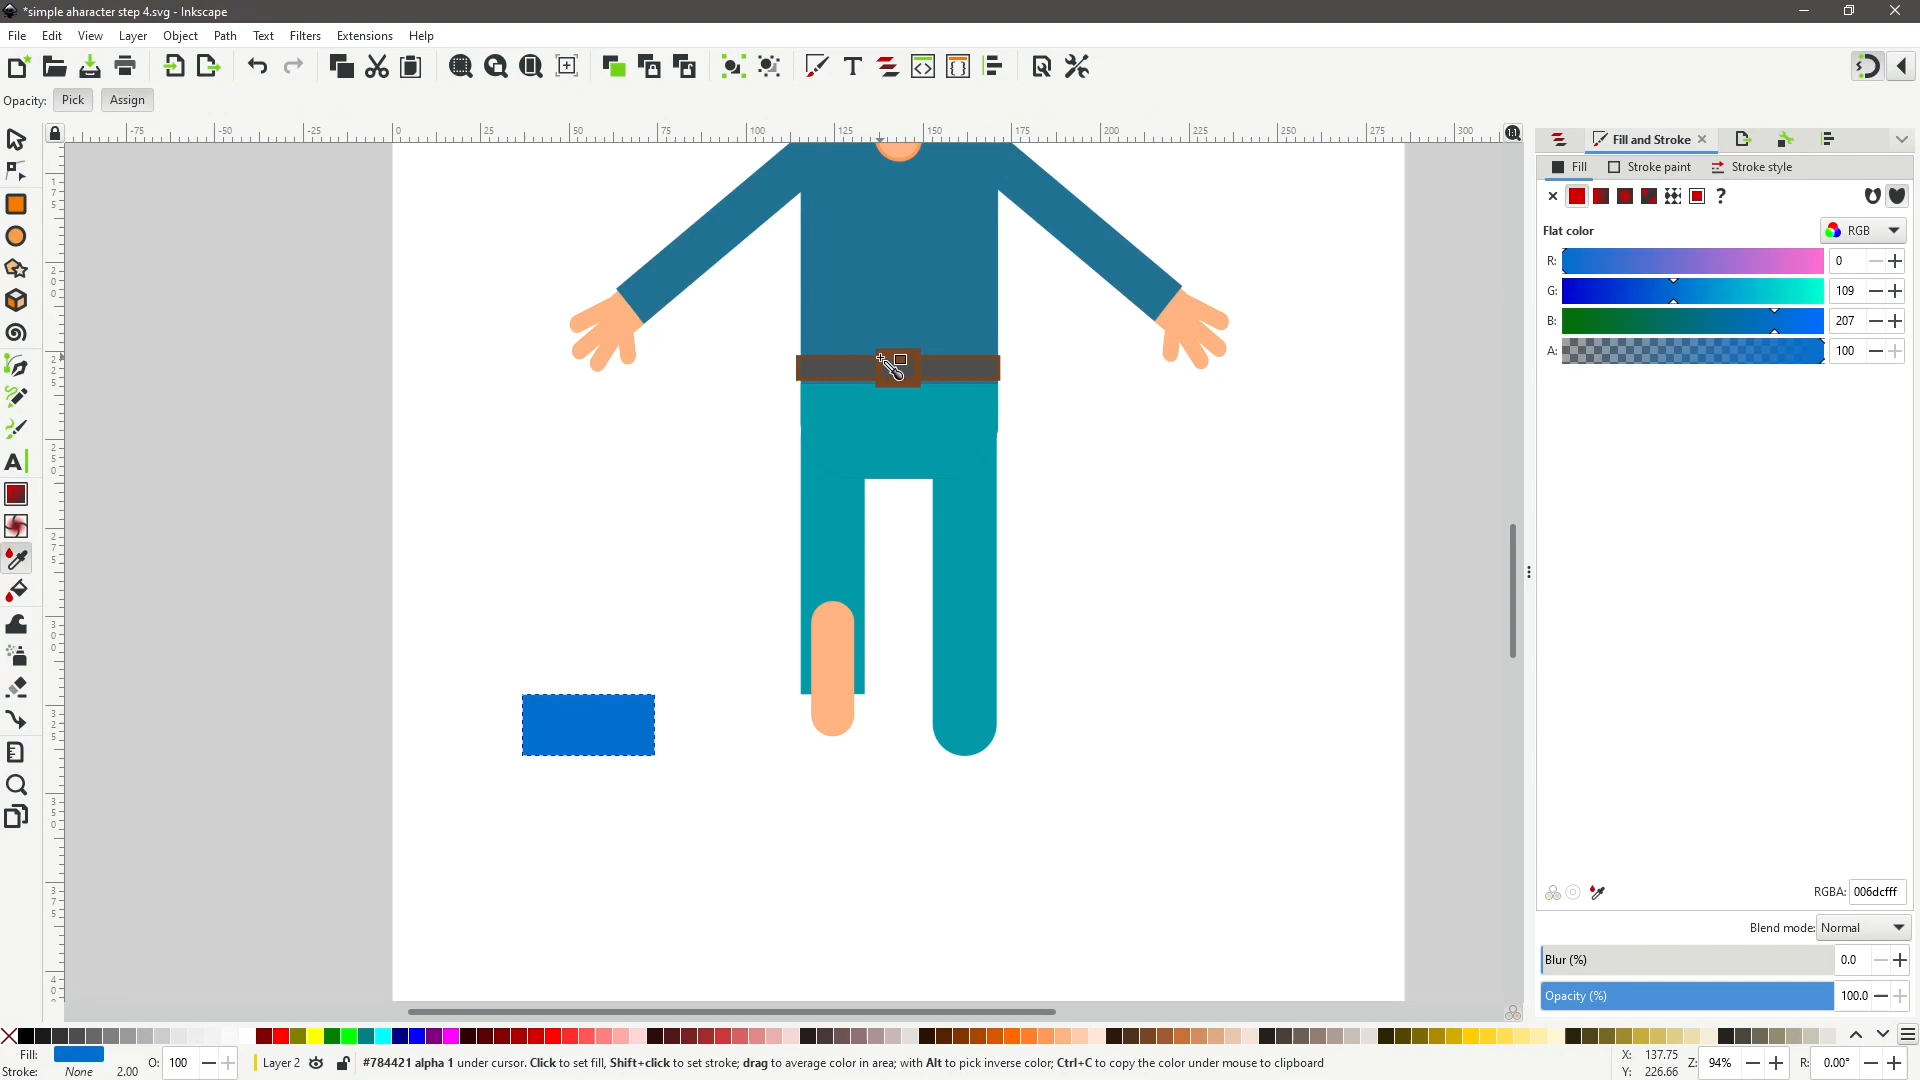 *simple aharacter step 4.svg - Inkscape
File Edit View Layer Object Path Text Filters Extensions Help
Opacity: Pick Assign
-75 -50 -25 0 25 50 75 100 125 150 175 200 225 250 275 300
Fill and Stroke
Fill Stroke paint Stroke style
?
Flat color RGB
R: 0
G: 109
B: 207
A: 100
RGBA: 006dcfff
Blend mode: Normal
Blur (%) 0.0
Opacity (%) 100.0
Fill:
Stroke: None 2.00
O: 100
Layer 2
#784421 alpha 1 under cursor. Click to set fill, Shift+click to set stroke; drag to average color in area; with Alt to pick inverse color; Ctrl+C to copy the color under mouse to clipboard
X: 137.75
Y: 226.66
Z: 94%
R: 0.00°